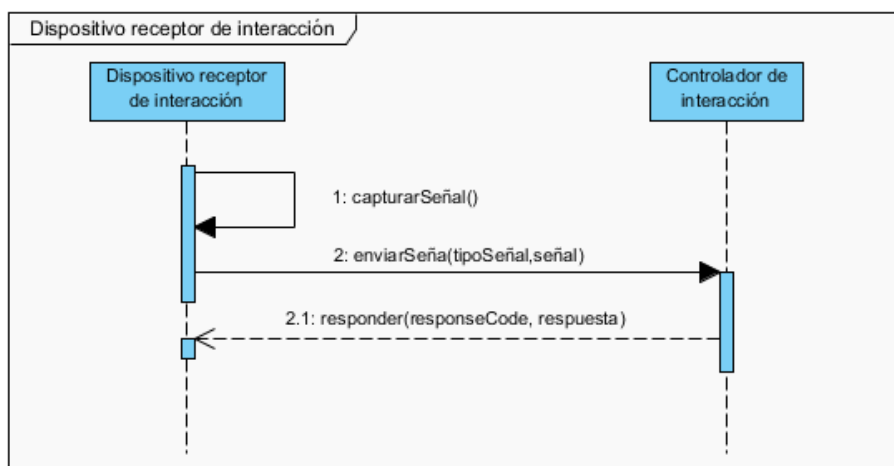 Dispositivo receptor de interacción
Dispositivo receptor
de interacción
Controlador de
interacción
1: capturarSeñal()
2: enviarSeña(tipoSeñal,señal)
2.1: responder(responseCode, respuesta)